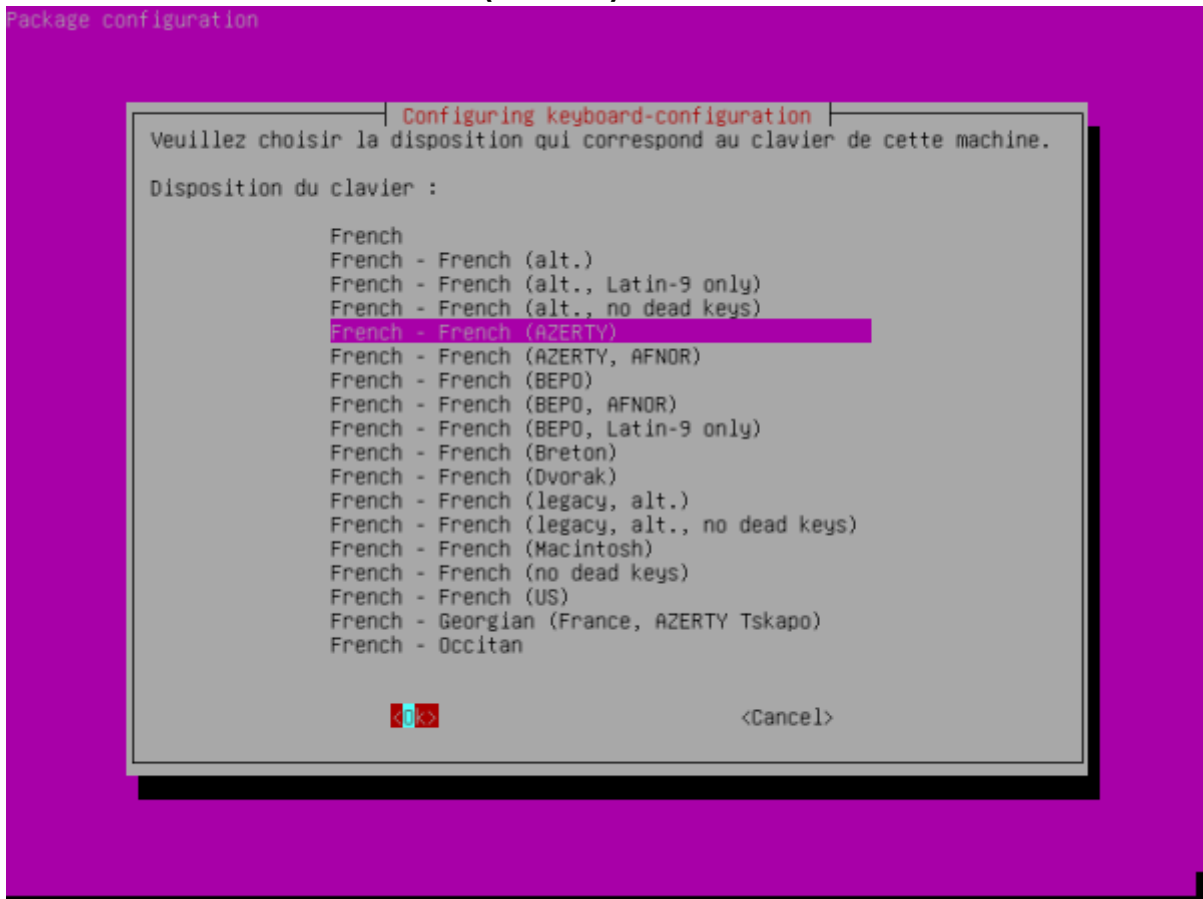 Package configuration
Configuring keyboard-configuration
Veuillez choisir la disposition qui correspond au clavier de cette machine.
Disposition du clavier :
French
French - French (alt.)
French - French (alt., Latin-9 only)
French - French (alt., no dead keys)
French - French (AZERTY)
French - French (AZERTY, AFNOR)
French - French (BEPO)
French - French (BEPO, AFNOR)
French - French (BEPO, Latin-9 only)
French - French (Breton)
French - French (Dvorak)
French - French (legacy, alt.)
French - French (legacy, alt., no dead keys)
French - French (Macintosh)
French - French (no dead keys)
French - French (US)
French - Georgian (France, AZERTY Tskapo)
French - Occitan
<Ok> <Cancel>